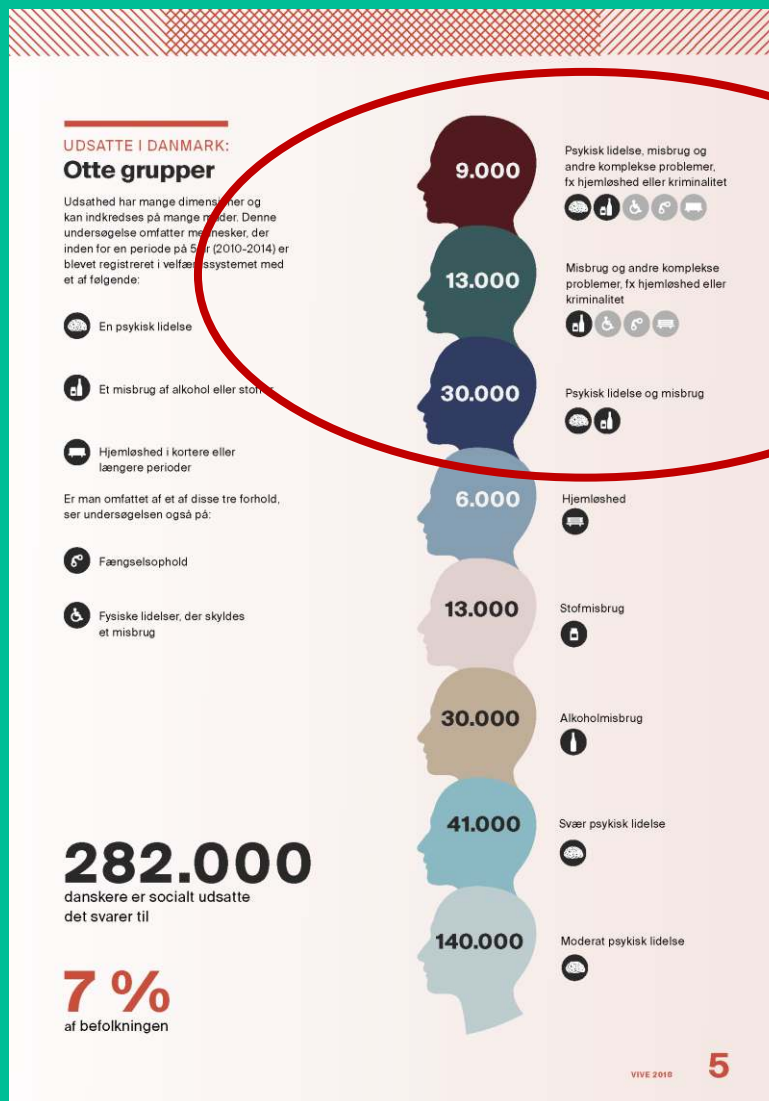 UDSATTE I DANMARK:
Otte grupper
Udsathed har mange dimensioner og
kan indkredses på mange måder. Denne
undersøgelse omfatter mennesker, der
inden for en periode på 5 år (2010-2014) er
blevet registreret i velfærdssystemet med
et af følgende:
En psykisk lidelse
Et misbrug af alkohol eller stoffer
Hjemløshed i kortere eller
længere perioder
Er man omfattet af et af disse tre forhold,
ser undersøgelsen også på:
Fængselsophold
Fysiske lidelser, der skyldes
et misbrug
282.000
danskere er socialt udsatte
det svarer til
7 %
af befolkningen
9.000
Psykisk lidelse, misbrug og
andre komplekse problemer,
fx hjemløshed eller kriminalitet
13.000
Misbrug og andre komplekse
problemer, fx hjemløshed eller
kriminalitet
30.000
Psykisk lidelse og misbrug
6.000
Hjemløshed
13.000
Stofmisbrug
30.000
Alkoholmisbrug
41.000
Svær psykisk lidelse
140.000
Moderat psykisk lidelse
VIVE 2018
5